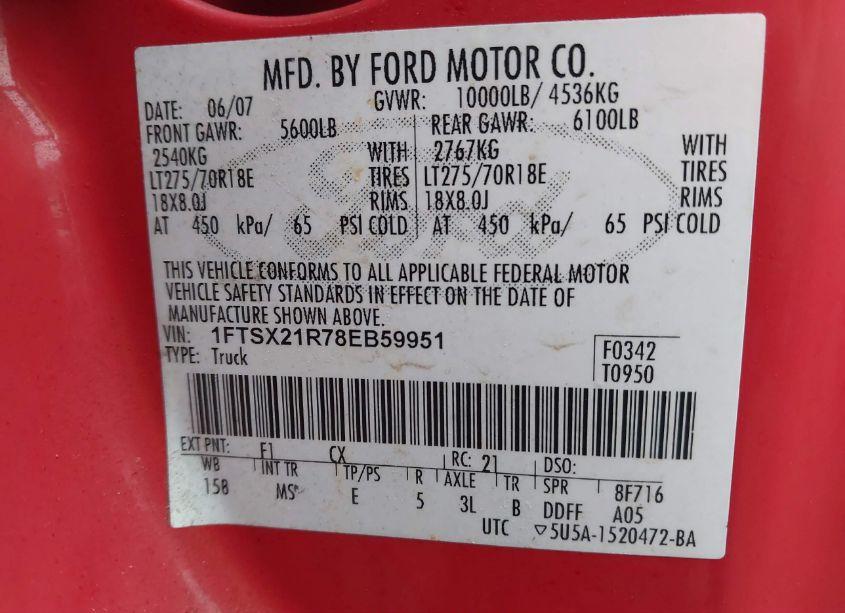 MFD. BY FORD MOTOR CO.
DATE: 06/07 GVWR: 10000LB/ 4536KG
FRONT GAWR: 5600LB REAR GAWR: 6100LB
2540KG WITH 2767KG WITH
LT275/70R18E TIRES LT275/70R18E TIRES
18X8.0J RIMS 18X8.0J RIMS
AT 450 kPa/ 65 PSI COLD AT 450 kPa/ 65 PSI COLD
Ford
THIS VEHICLE CONFORMS TO ALL APPLICABLE FEDERAL MOTOR
VEHICLE SAFETY STANDARDS IN EFFECT ON THE DATE OF
MANUFACTURE SHOWN ABOVE.
VIN: 1FTSX21R78EB59951
TYPE: Truck
F0342
T0950
EXT PNT: F1 CX RC: 21 DSO:
WB INT TR TP/PS R AXLE TR SPR 8F716
158 MS E 5 3L B DDFF A05
UTC ▽5U5A-1520472-BA